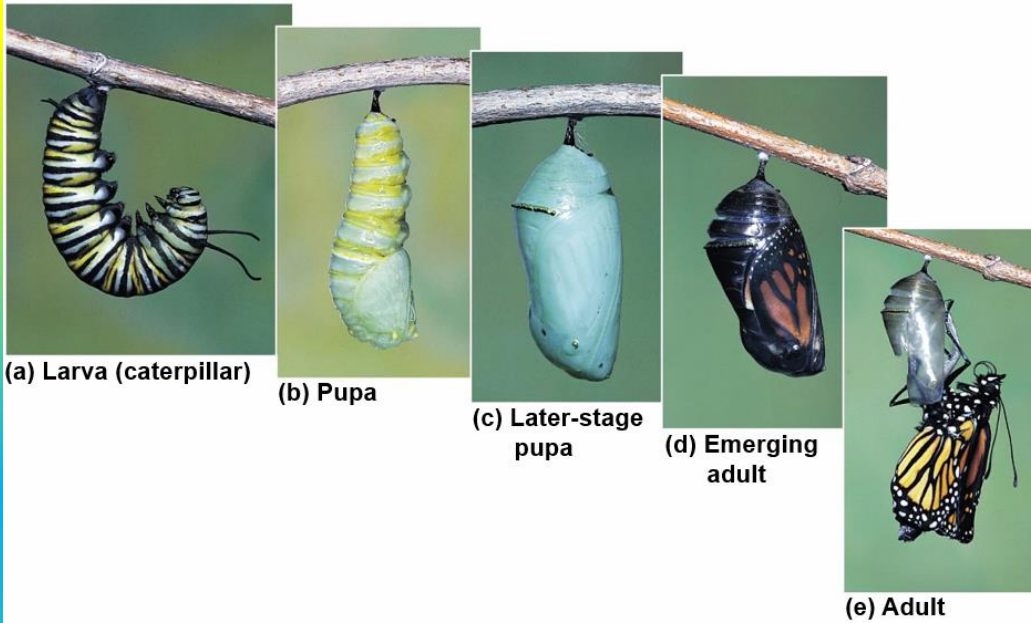 (a) Larva (caterpillar)
(b) Pupa
(c) Later-stage
pupa
(d) Emerging
adult
(e) Adult